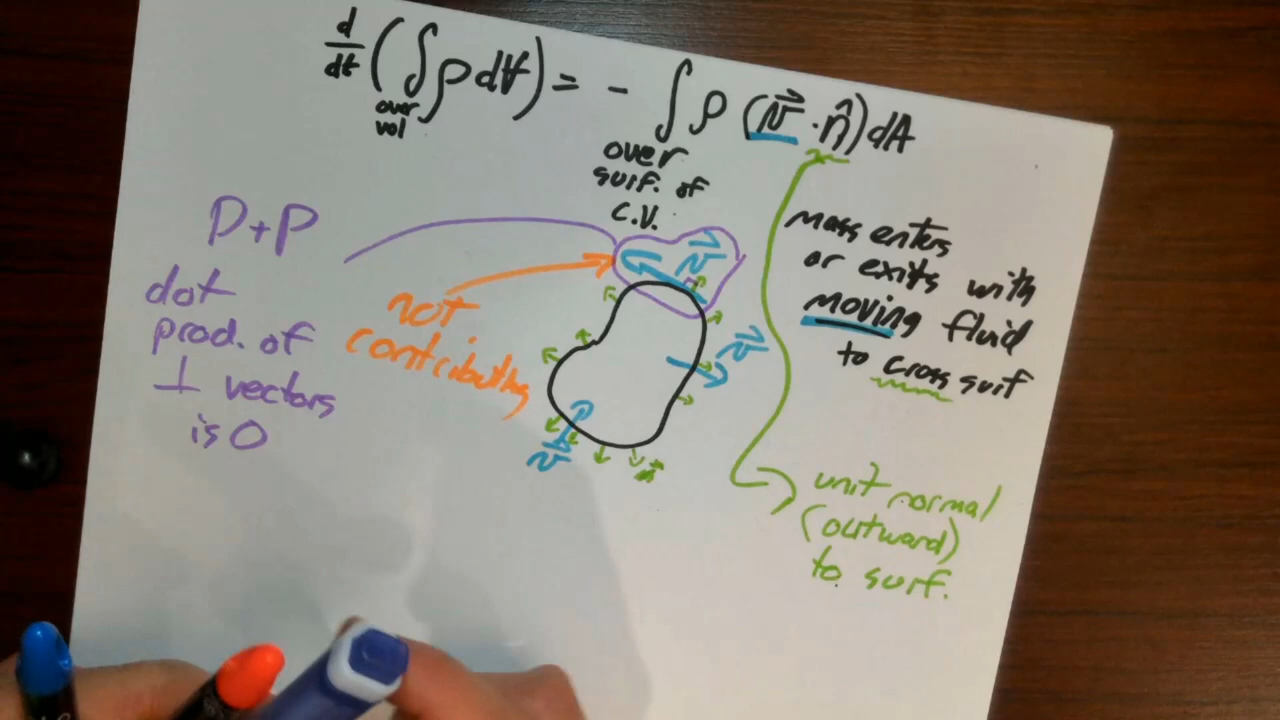 d/dt (∫ρdV) = - ∫ρ (v⃗ · n̂) dA
over
vol
over
surf. of
C.V.
Mass enters
or exits with
moving fluid
to cross surf
P+P
dot
prod. of
⊥ vectors
is 0
not
contributing
v⃗
v⃗
v⃗
unit normal
(outward)
to surf.